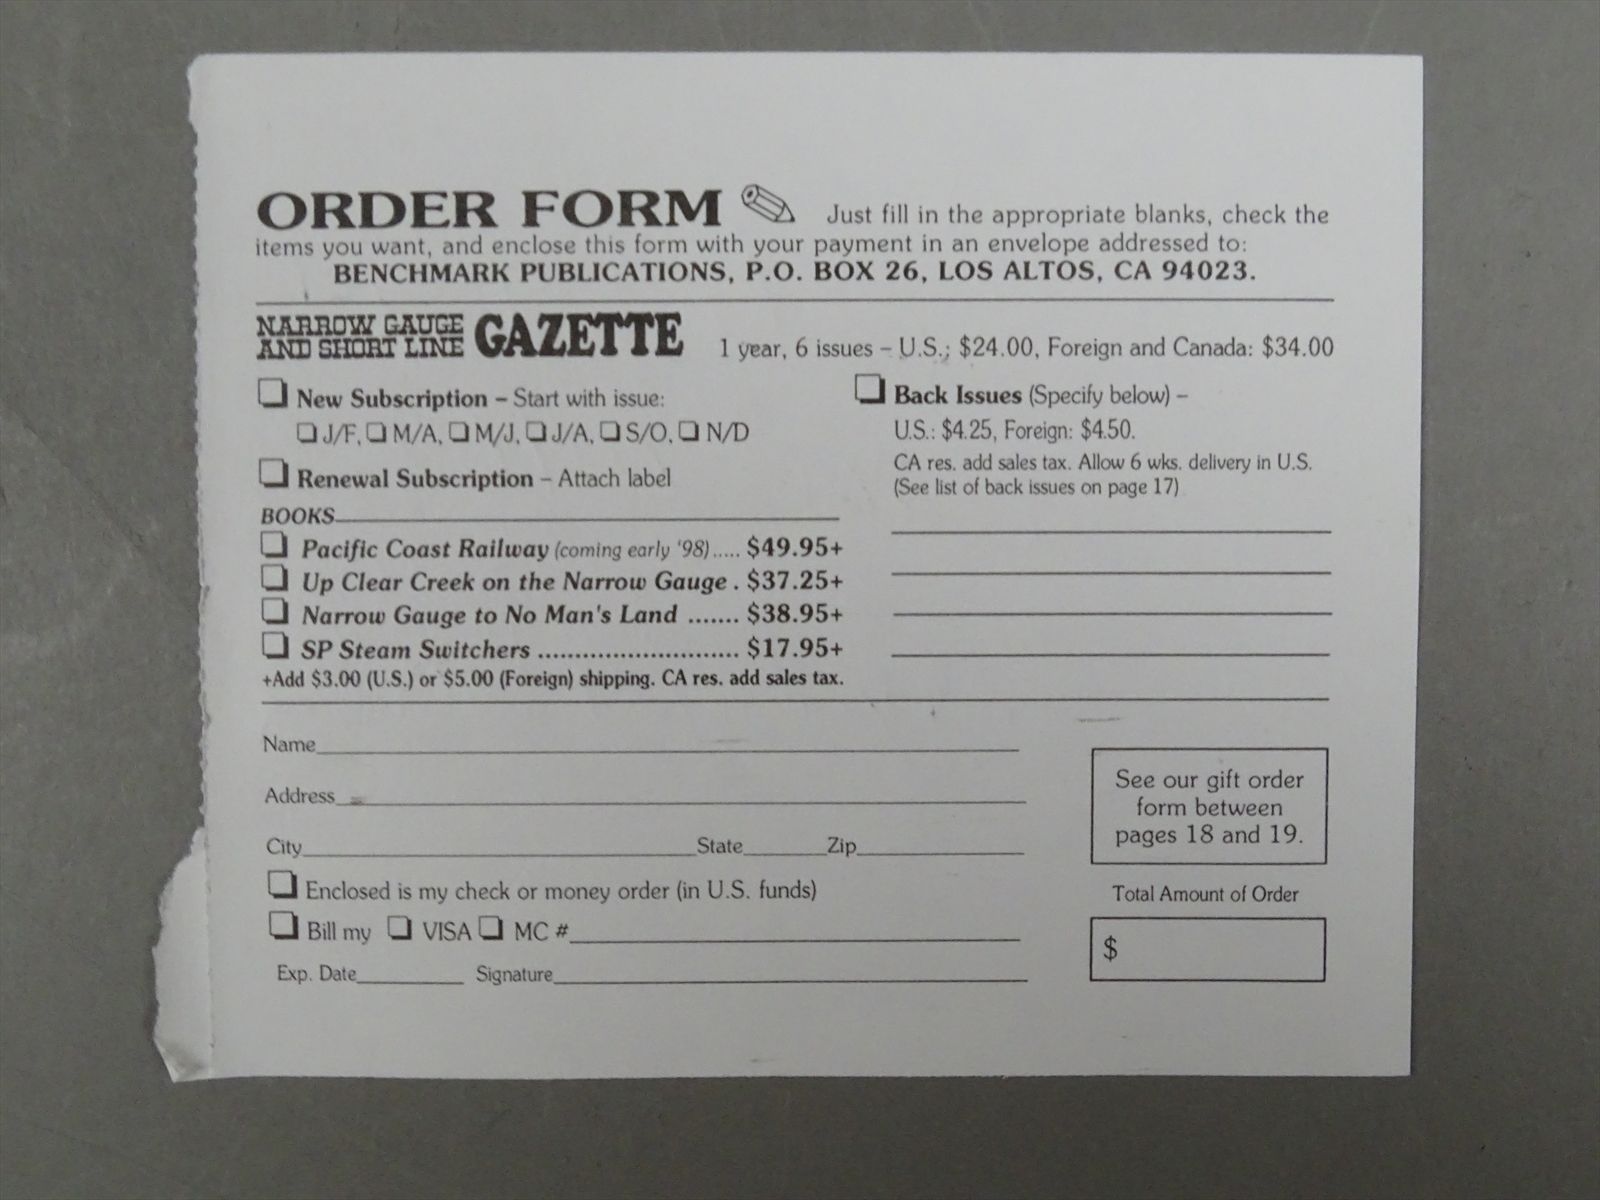 ORDER FORM Just fill in the appropriate blanks, check the
items you want, and enclose this form with your payment in an envelope addressed to:
BENCHMARK PUBLICATIONS, P.O. BOX 26, LOS ALTOS, CA 94023.
NARROW GAUGE
AND SHORT LINE GAZETTE 1 year, 6 issues – U.S.; $24.00, Foreign and Canada: $34.00
New Subscription – Start with issue:
J/F, M/A, M/J, J/A, S/O, N/D
Renewal Subscription – Attach label
Back Issues (Specify below) –
U.S.: $4.25, Foreign: $4.50.
CA res. add sales tax. Allow 6 wks. delivery in U.S.
(See list of back issues on page 17)
BOOKS
Pacific Coast Railway (coming early '98)..... $49.95+
Up Clear Creek on the Narrow Gauge . $37.25+
Narrow Gauge to No Man's Land ....... $38.95+
SP Steam Switchers ........................... $17.95+
+Add $3.00 (U.S.) or $5.00 (Foreign) shipping. CA res. add sales tax.
Name
Address
City State Zip
Enclosed is my check or money order (in U.S. funds)
Bill my VISA MC #
Exp. Date Signature
See our gift order
form between
pages 18 and 19.
Total Amount of Order
$